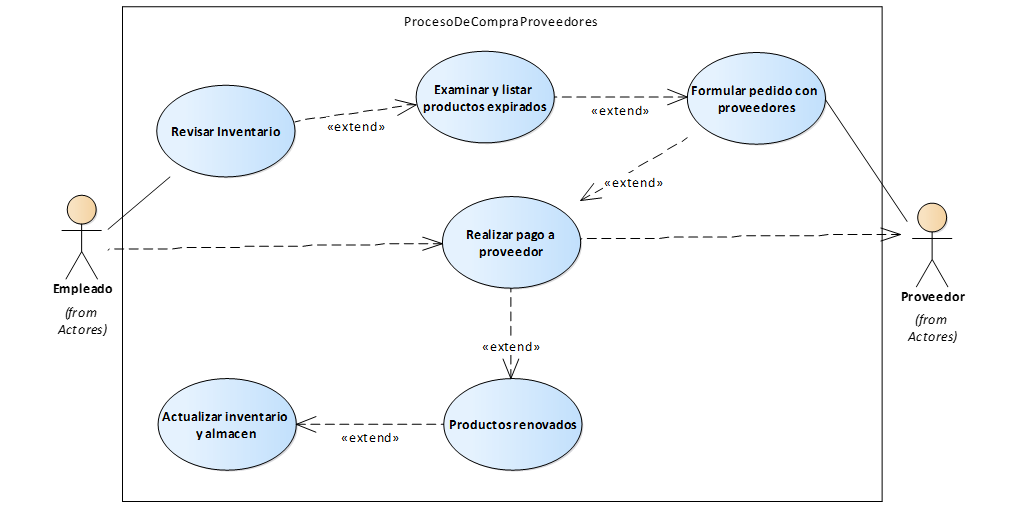 ProcesoDeCompraProveedores
Examinar y listar
productos expirados
Formular pedido con
proveedores
Revisar Inventario
«extend»
«extend»
«extend»
Realizar pago a
proveedor
Empleado
(from
Actores)
Proveedor
(from
Actores)
«extend»
Actualizar inventario
y almacen
Productos renovados
«extend»